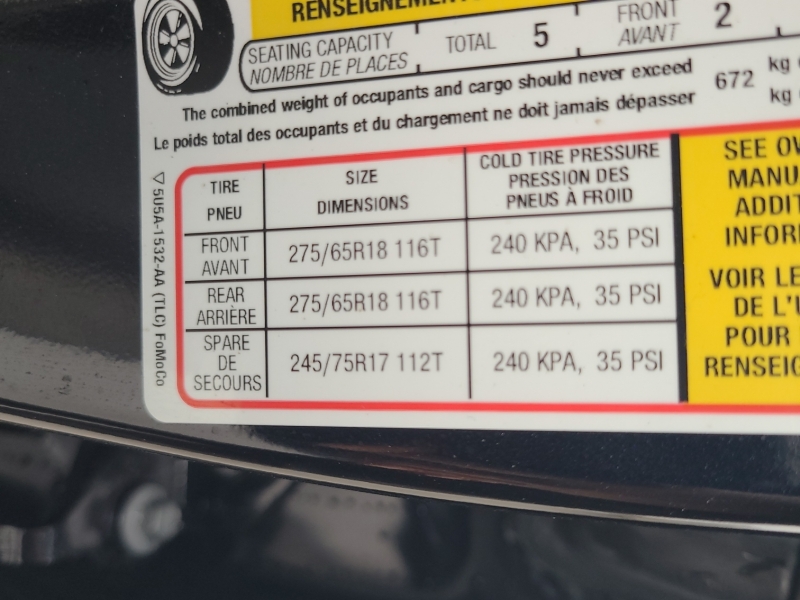 RENSEIGNEMEN
SEATING CAPACITY
NOMBRE DE PLACES
TOTAL 5
FRONT
AVANT
2
The combined weight of occupants and cargo should never exceed
Le poids total des occupants et du chargement ne doit jamais dépasser
672
kg
kg
TIRE
PNEU
SIZE
DIMENSIONS
COLD TIRE PRESSURE
PRESSION DES
PNEUS À FROID
FRONT
AVANT
275/65R18 116T
240 KPA, 35 PSI
REAR
ARRIÈRE
275/65R18 116T
240 KPA, 35 PSI
SPARE
DE
SECOURS
245/75R17 112T
240 KPA, 35 PSI
SEE OW
MANU
ADDIT
INFOR
VOIR LE
DE L'U
POUR
RENSEIG
5U5A-1532-AA (TLC) FoMoCo